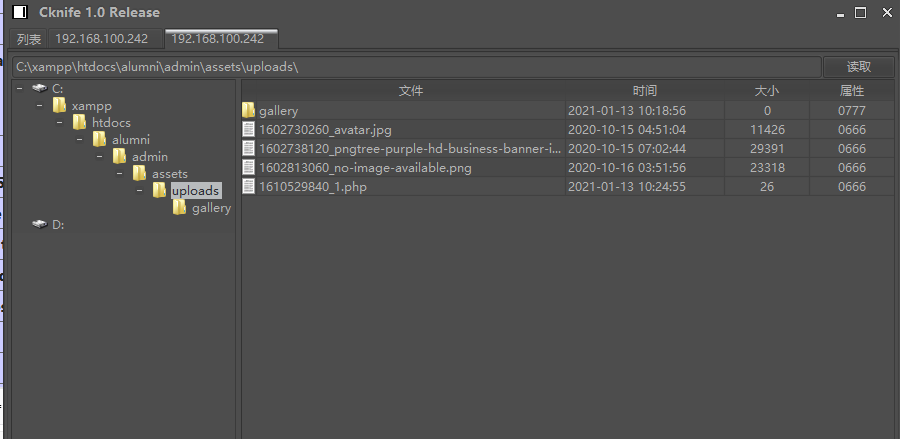 Cknife 1.0 Release
列表 192.168.100.242 192.168.100.242
C:\xampp\htdocs\alumni\admin\assets\uploads\ 读取
C:
xampp
htdocs
alumni
admin
assets
uploads
gallery
D:
文件 时间 大小 属性
gallery 2021-01-13 10:18:56 0 0777
1602730260_avatar.jpg 2020-10-15 04:51:04 11426 0666
1602738120_pngtree-purple-hd-business-banner-i... 2020-10-15 07:02:44 29391 0666
1602813060_no-image-available.png 2020-10-16 03:51:56 23318 0666
1610529840_1.php 2021-01-13 10:24:55 26 0666